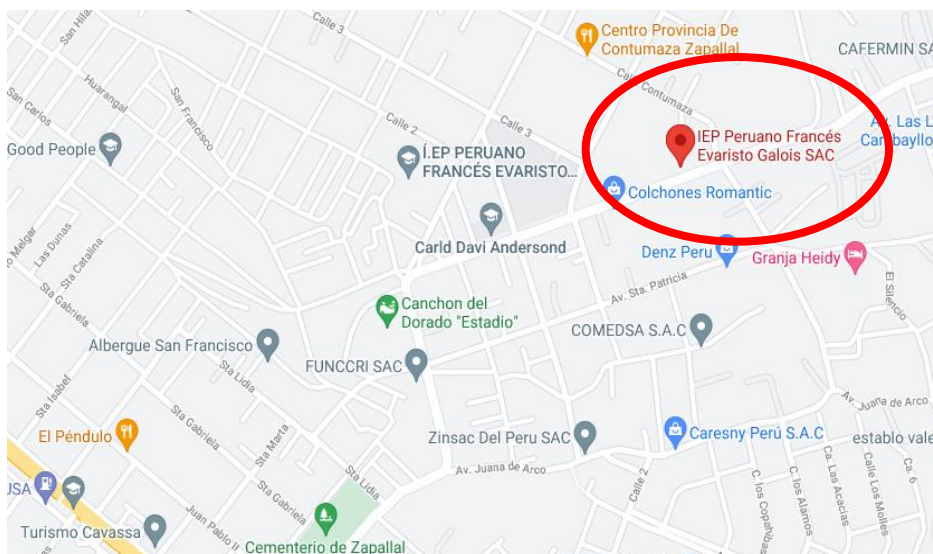 Centro Provincia De
Contumaza Zapallal
CAFERMIN SA
San Hila
Calle 3
Calle Contumaza
Huarangal
San Francisco
San Carlos
Calle 2
Calle 3
IEP Peruano Francés
Evaristo Galois SAC
Av. Las L
Carabayllo
Good People
Í.EP PERUANO
FRANCÉS EVARISTO...
Colchones Romantic
Carld Davi Andersond
Melgar
Las Dunas
Sta Catalina
Denz Peru
Granja Heidy
Av. Sta. Patricia
El Silencio
Sta Gabriela
Canchon del
Dorado "Estadio"
COMEDSA S.A.C
Albergue San Francisco
FUNCCRI SAC
Sta Lidia
Sta Isabel
Av. Juana de Arco
Sta Gabriela
Sta Marta
El Péndulo
Zinsac Del Peru SAC
Caresny Perú S.A.C
establo vale
Av. Juana de Arco
Sta Lidia
Calle 2
C. los Copahibas
C. los Alamos
Ca. Las Acacias
Calle Los Molles
Ca. 6
USA
Sta Gabriela
Juan Pablo II
Turismo Cavassa
Cementerio de Zapallal